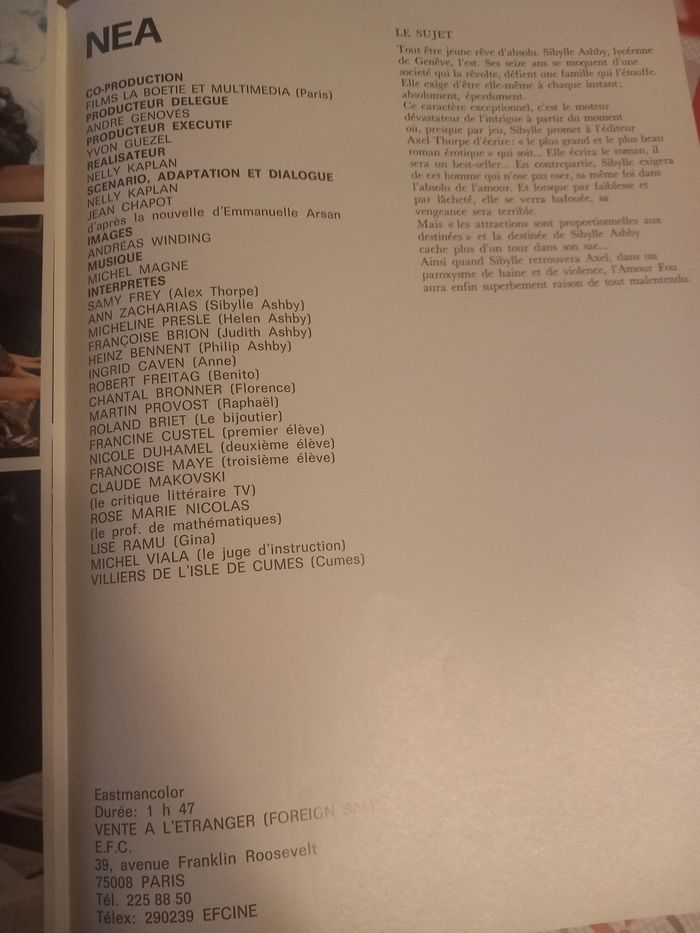 NEA
CO-PRODUCTION
FILMS LA BOETIE ET MULTIMEDIA (Paris)
PRODUCTEUR DELEGUE
ANDRE GENOVÉS
PRODUCTEUR EXECUTIF
YVON GUEZEL
REALISATEUR
NELLY KAPLAN
SCENARIO, ADAPTATION ET DIALOGUE
NELLY KAPLAN
JEAN CHAPOT
d'après la nouvelle d'Emmanuelle Arsan
IMAGES
ANDRÉAS WINDING
MUSIQUE
MICHEL MAGNE
INTERPRETES
SAMY FREY (Alex Thorpe)
ANN ZACHARIAS (Sibylle Ashby)
MICHELINE PRESLE (Helen Ashby)
FRANÇOISE BRION (Judith Ashby)
HEINZ BENNENT (Philip Ashby)
INGRID CAVEN (Anne)
ROBERT FREITAG (Benito)
CHANTAL BRONNER (Florence)
MARTIN PROVOST (Raphaël)
ROLAND BRIET (Le bijoutier)
FRANCINE CUSTEL (premier élève)
NICOLE DUHAMEL (deuxième élève)
FRANCOISE MAYE (troisième élève)
CLAUDE MAKOVSKI
(le critique littéraire TV)
ROSE MARIE NICOLAS
(le prof. de mathématiques)
LISE RAMU (Gina)
MICHEL VIALA (le juge d'instruction)
VILLIERS DE L'ISLE DE CUMES (Cumes)
Eastmancolor
Durée: 1 h 47
VENTE A L'ETRANGER (FOREIGN SALES
E.F.C.
39, avenue Franklin Roosevelt
75008 PARIS
Tél. 225 88 50
Télex: 290239 EFCINE
LE SUJET
Tout être jeune rêve d'absolu. Sibylle Ashby, lycéenne
de Genève, l'est. Ses seize ans se moquent d'une
société qui la révolte, défient une famille qui l'étouffe.
Elle exige d'être elle-même à chaque instant;
absolument, éperdument.
Ce caractère exceptionnel, c'est le moteur
dévastateur de l'intrigue à partir du moment
où, presque par jeu, Sibylle promet à l'éditeur
Axel Thorpe d'écrire: « le plus grand et le plus beau
roman érotique » qui soit... Elle écrira le roman, il
sera un best-seller... En contrepartie, Sibylle exigera
de cet homme qui n'ose pas oser, sa même foi dans
l'absolu de l'amour. Et lorsque par faiblesse et
par lâcheté, elle se verra bafouée, sa
vengeance sera terrible.
Mais « les attractions sont proportionnelles aux
destinées » et la destinée de Sibylle Ashby
cache plus d'un tour dans son sac...
Ainsi quand Sibylle retrouvera Axel, dans un
paroxysme de haine et de violence, l'Amour Fou
aura enfin superbement raison de tout malentendu.